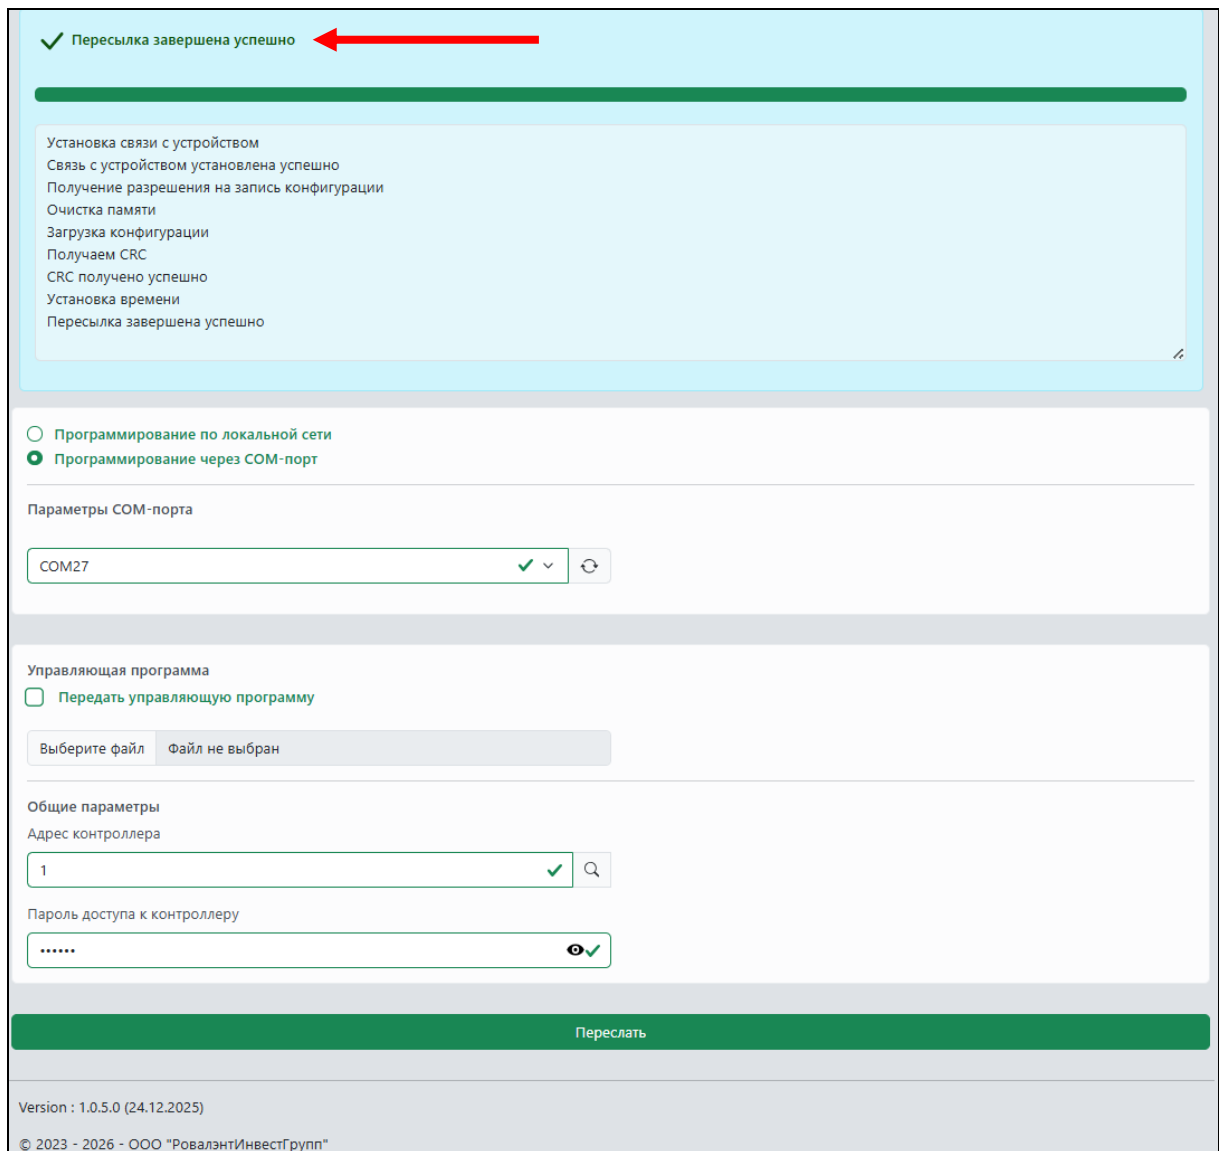 Пересылка завершена успешно
Установка связи с устройством
Связь с устройством установлена успешно
Получение разрешения на запись конфигурации
Очистка памяти
Загрузка конфигурации
Получаем CRC
CRC получено успешно
Установка времени
Пересылка завершена успешно
Программирование по локальной сети
Программирование через COM-порт
Параметры COM-порта
COM27
Управляющая программа
Передать управляющую программу
Выберите файл Файл не выбран
Общие параметры
Адрес контроллера
1
Пароль доступа к контроллеру
••••••
Переслать
Version : 1.0.5.0 (24.12.2025)
© 2023 - 2026 - ООО "РовалэнтИнвестГрупп"